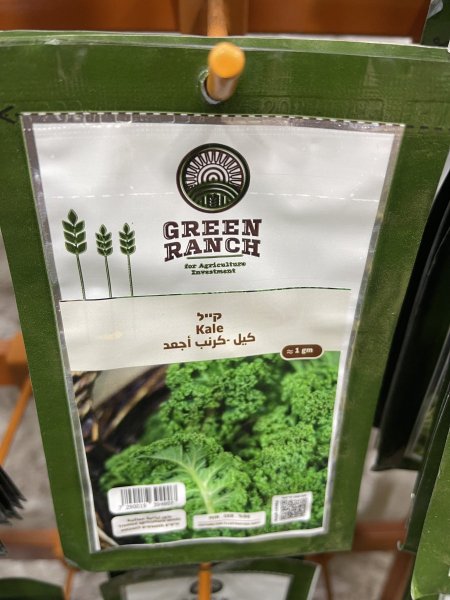 GREEN
RANCH
for Agriculture
Investment
קייל
Kale
كيل -كرنب أجعد
≈ 1 gm